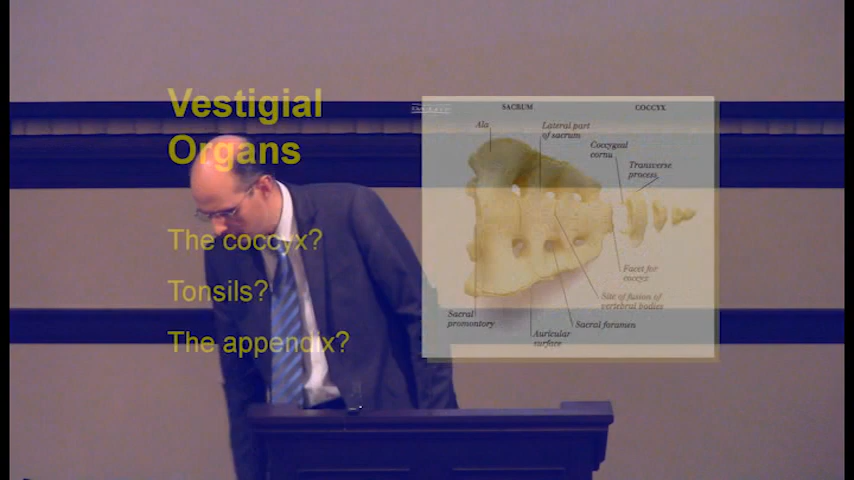 Vestigial
Organs
The coccyx?
Tonsils?
The appendix?
SACRUM
COCCYX
Ala
Lateral part
of sacrum
Coccygeal
cornu
Transverse
process
Facet for
coccyx
Site of fusion of
vertebral bodies
Sacral
promontory
Sacral foramen
Auricular
surface